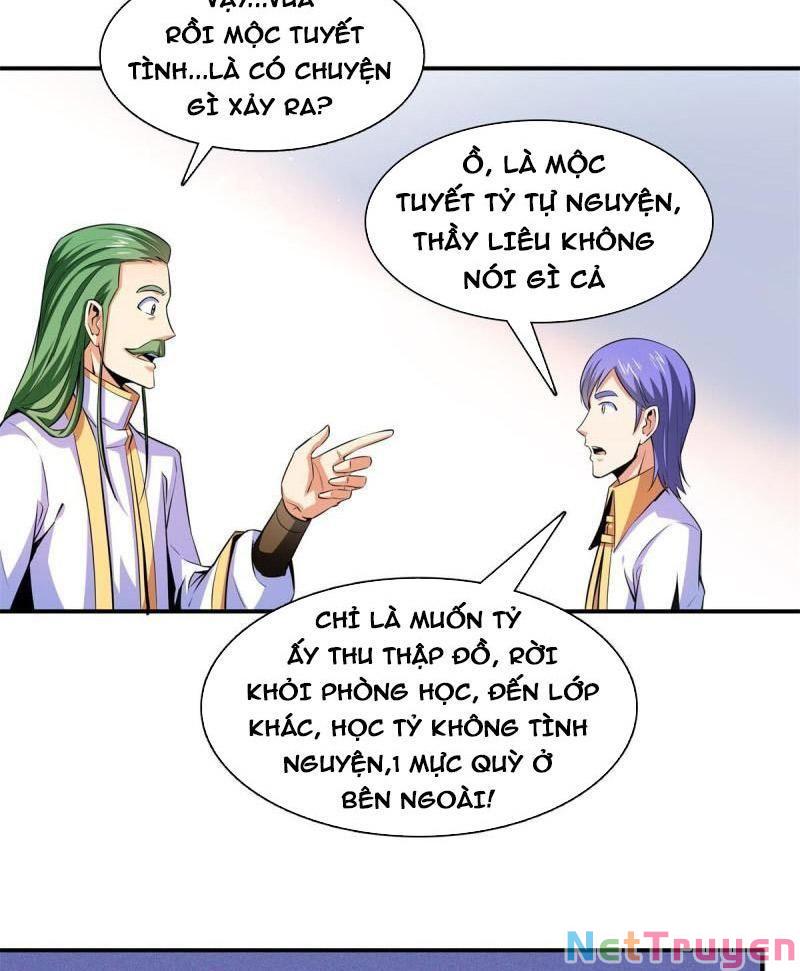 VẬY...VỪA
RỒI MỘC TUYẾT
TÌNH...LÀ CÓ CHUYỆN
GÌ XẢY RA?
Ồ, LÀ MỘC
TUYẾT TỶ TỰ NGUYỆN,
THẦY LIÊU KHÔNG
NÓI GÌ CẢ
CHỈ LÀ MUỐN TỶ
ẤY THU THẬP ĐỒ, RỜI
KHỎI PHÒNG HỌC, ĐẾN LỚP
KHÁC, HỌC TỶ KHÔNG TÌNH
NGUYỆN,1 MỰC QUỲ Ở
BÊN NGOÀI!
NetTruyen